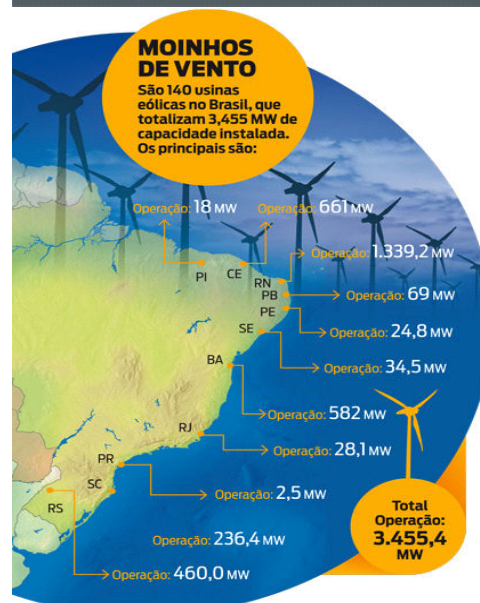 MOINHOS
DE VENTO
São 140 usinas
eólicas no Brasil, que
totalizam 3,455 MW de
capacidade instalada.
Os principais são:
Operação: 18 MW
Operação: 661 MW
Operação: 1.339,2 MW
PI
CE
RN
PB
Operação: 69 MW
PE
Operação: 24,8 MW
SE
Operação: 34,5 MW
BA
Operação: 582 MW
RJ
Operação: 28,1 MW
PR
SC
Operação: 2,5 MW
RS
Total
Operação:
3.455,4
MW
Operação: 236,4 MW
Operação: 460,0 MW